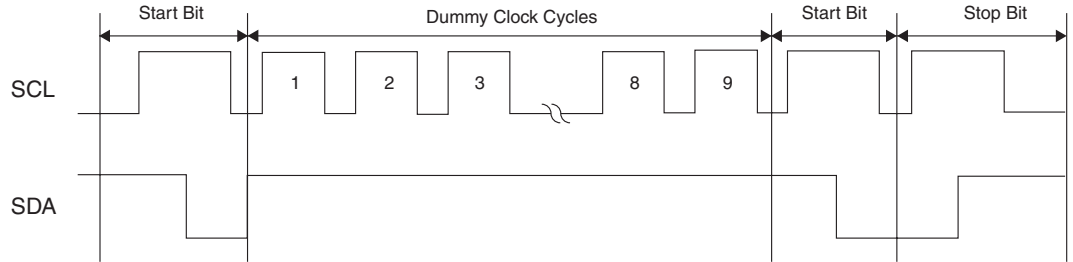 Start Bit
Dummy Clock Cycles
Start Bit
Stop Bit
SCL
1
2
3
8
9
SDA